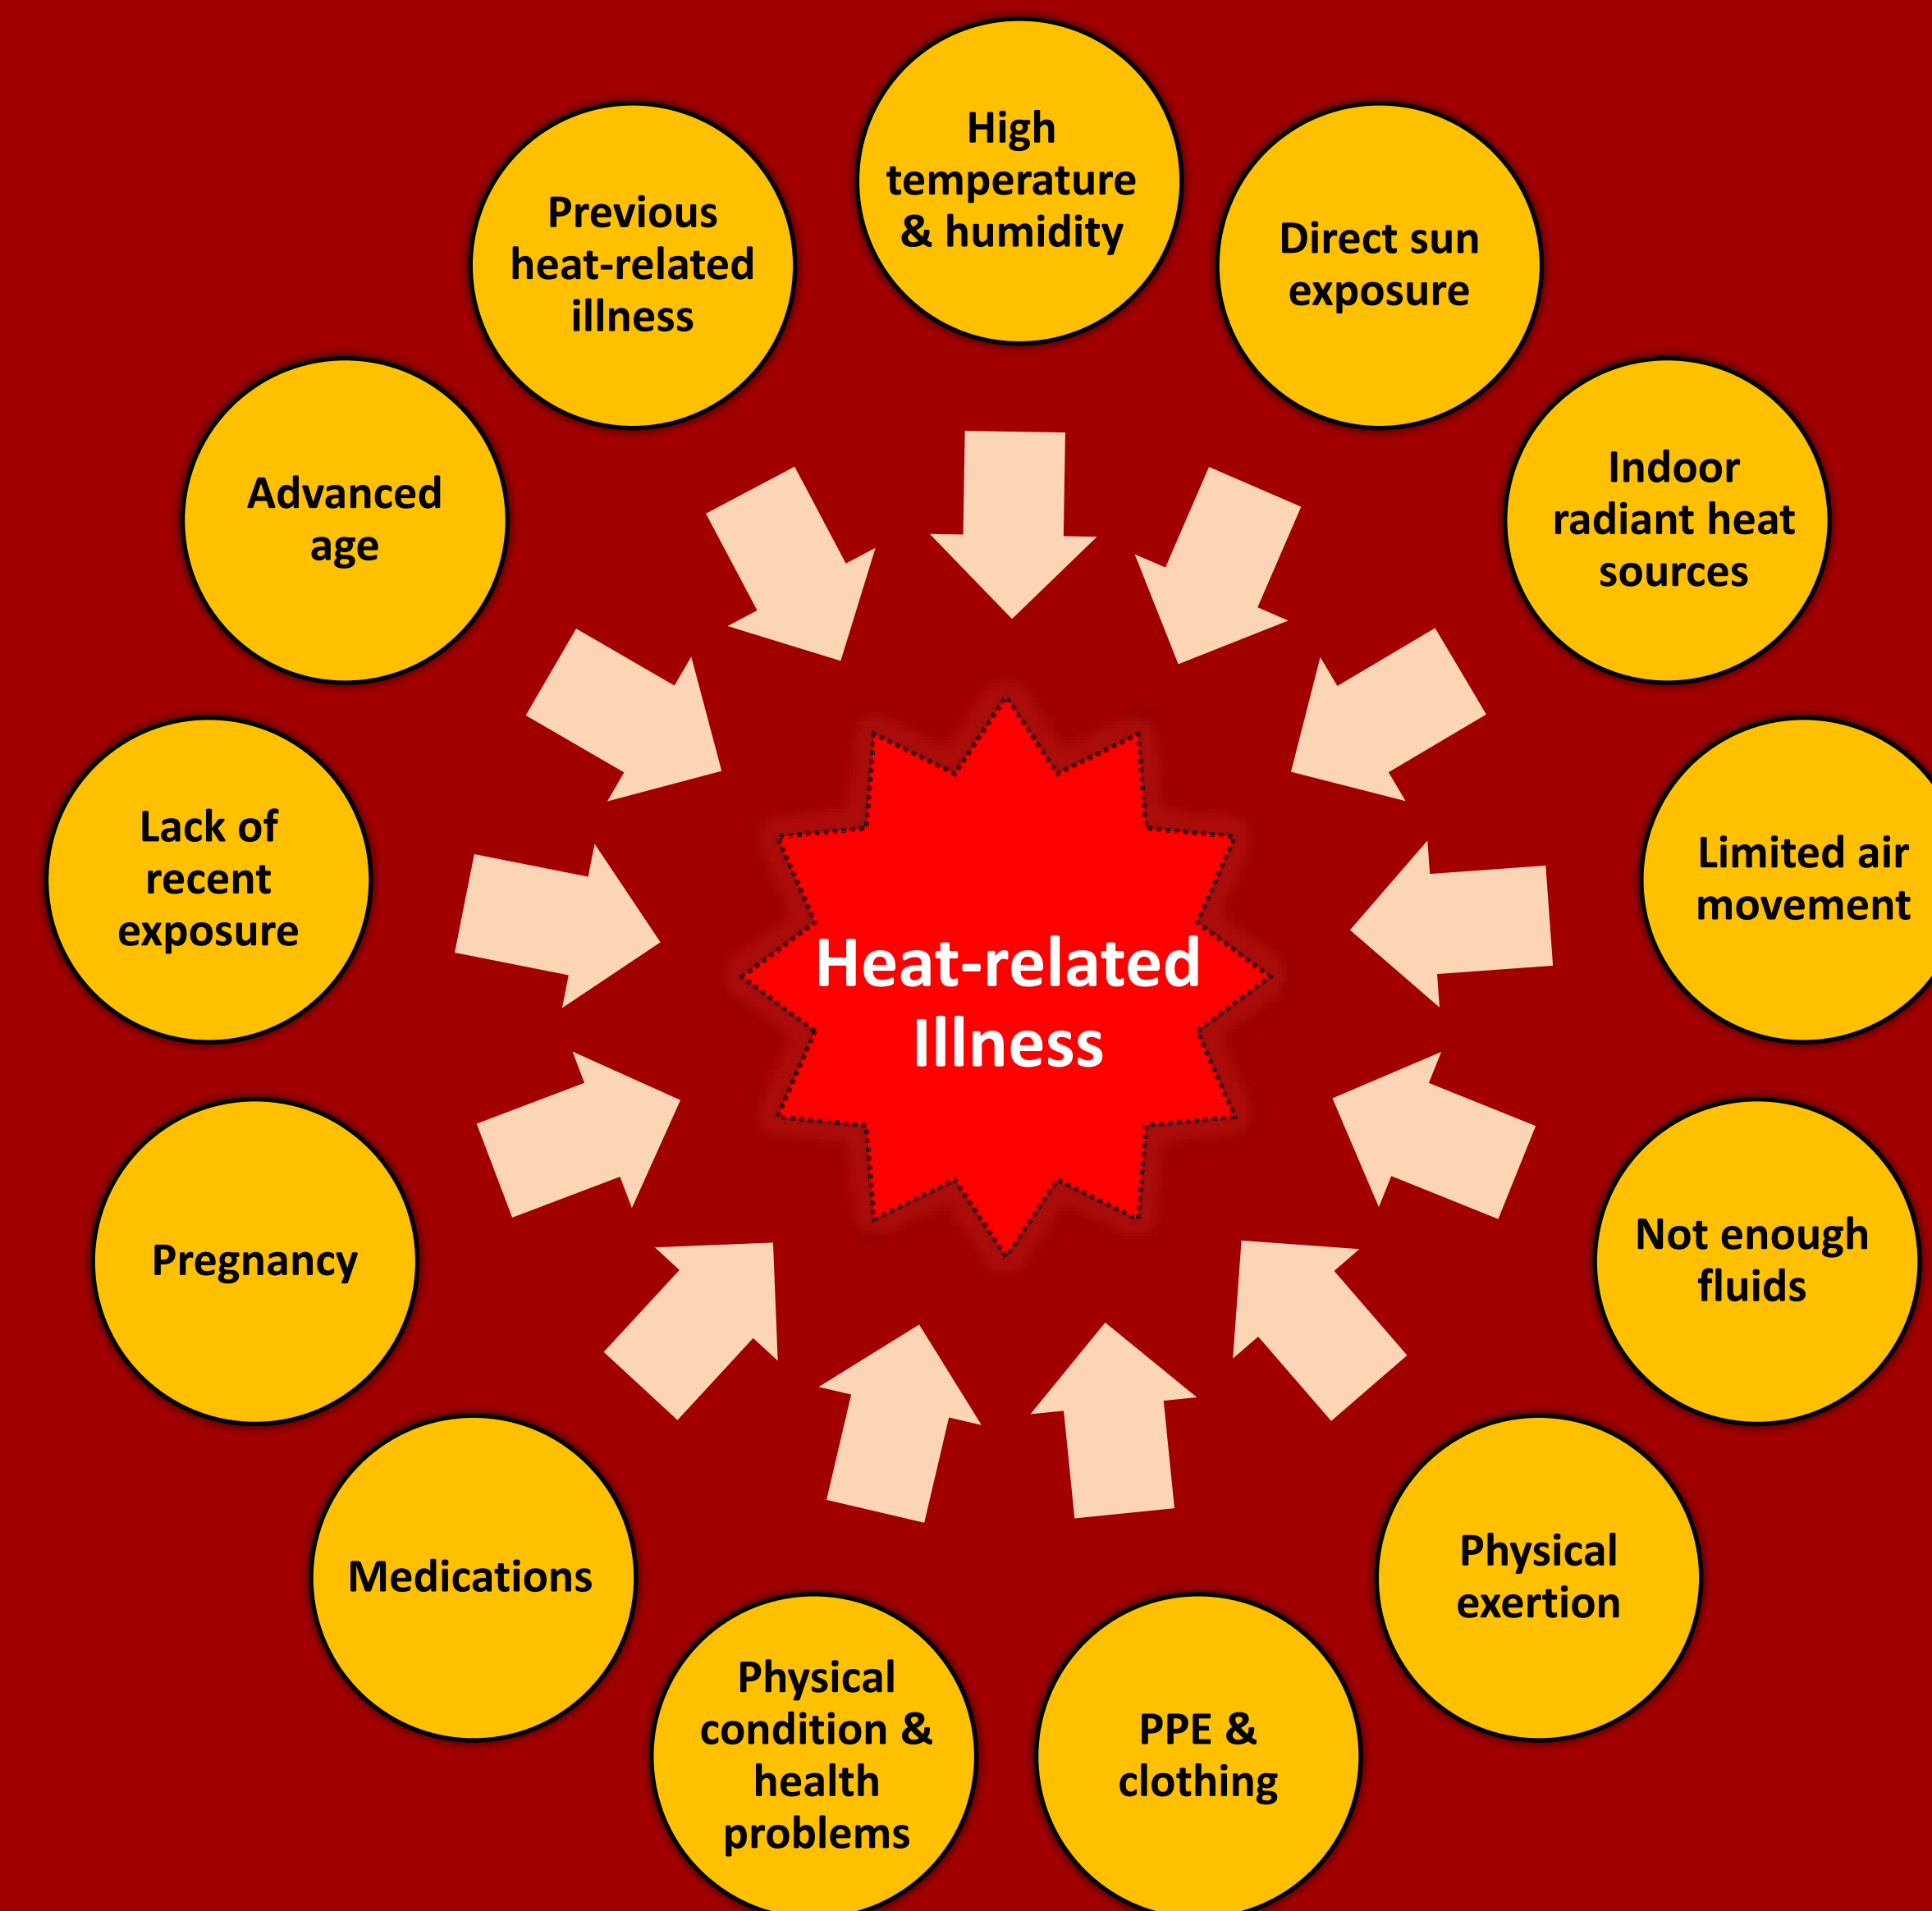 High
temperature
& humidity
Direct sun
exposure
Indoor
radiant heat
sources
Limited air
movement
Not enough
fluids
Physical
exertion
PPE &
clothing
Physical
condition &
health
problems
Medications
Pregnancy
Lack of
recent
exposure
Advanced
age
Previous
heat-related
illness
Heat-related
Illness